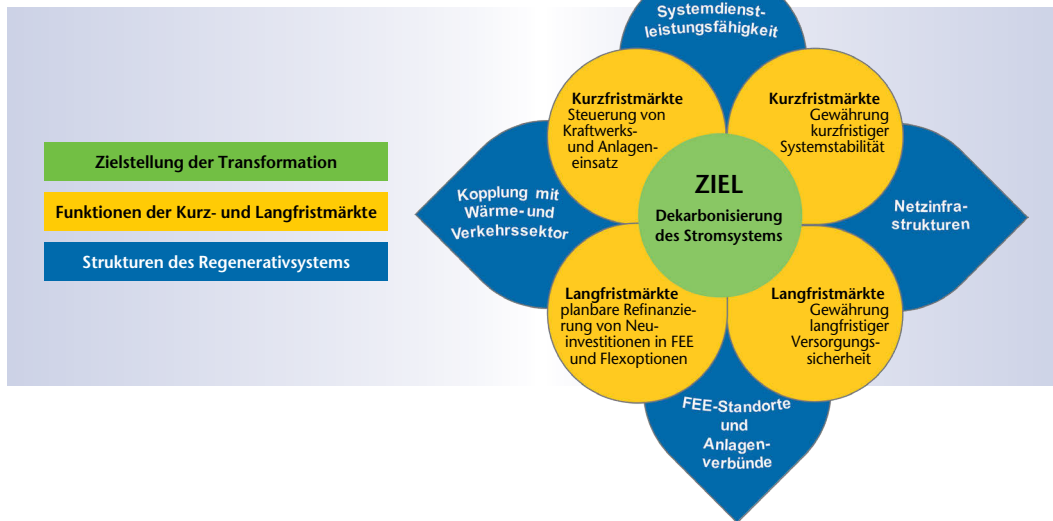 Systemdienst-
leistungsfähigkeit
Kurzfristmärkte
Steuerung von
Kraftwerks-
und Anlagen-
einsatz
Kurzfristmärkte
Gewährung
kurzfristiger
Systemstabilität
Zielstellung der Transformation
Funktionen der Kurz- und Langfristmärkte
Strukturen des Regenerativsystems
Kopplung mit
Wärme- und
Verkehrssektor
ZIEL
Dekarbonisierung
des Stromsystems
Netzinfra-
strukturen
Langfristmärkte
planbare Refinanzie-
rung von Neu-
investitionen in FEE
und Flexoptionen
Langfristmärkte
Gewährung
langfristiger
Versorgungs-
sicherheit
FEE-Standorte
und
Anlagen-
verbünde